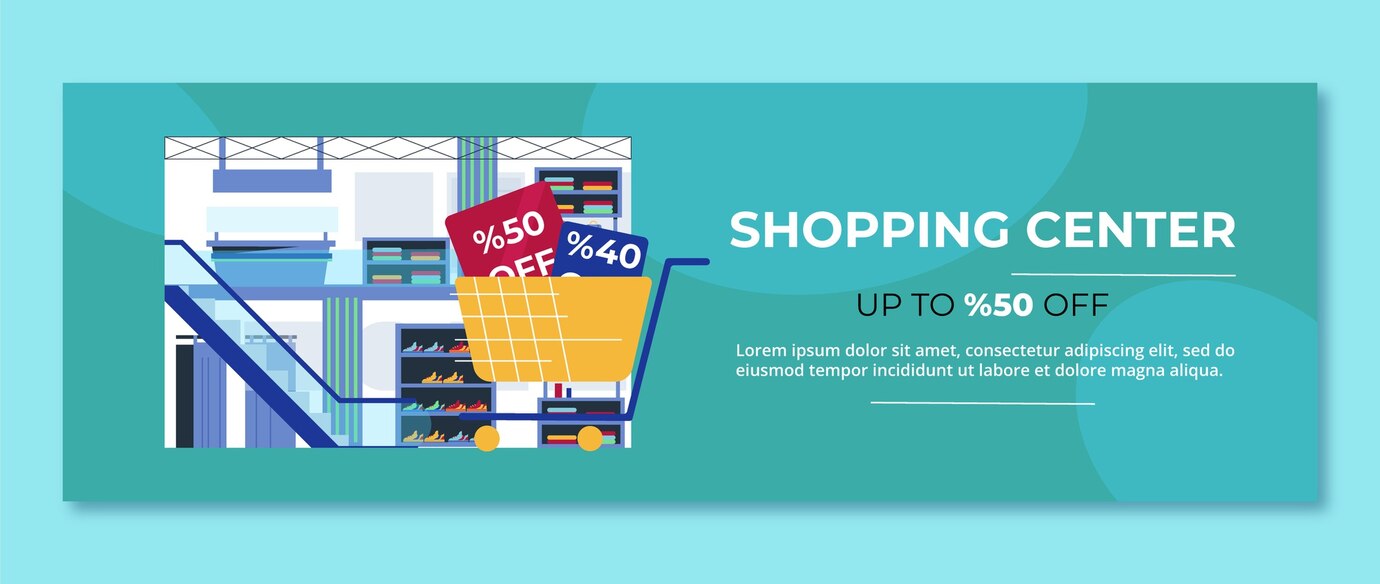 %50
OFF
%40
SHOPPING CENTER
UP TO %50 OFF
Lorem ipsum dolor sit amet, consectetur adipiscing elit, sed do
eiusmod tempor incididunt ut labore et dolore magna aliqua.